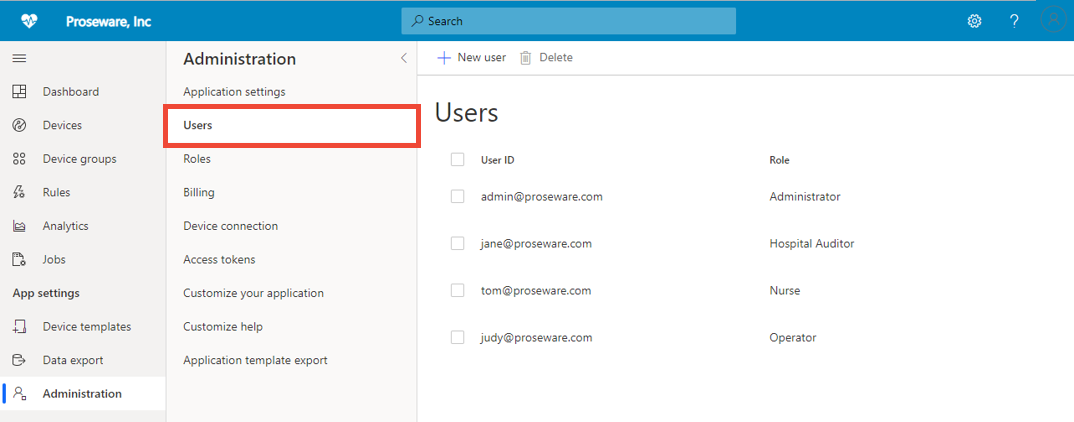 Proseware, Inc
Search
?
Dashboard
Devices
Device groups
Rules
Analytics
Jobs
App settings
Device templates
Data export
Administration
Administration
Application settings
Users
Roles
Billing
Device connection
Access tokens
Customize your application
Customize help
Application template export
New user Delete
Users
User ID Role
admin@proseware.com Administrator
jane@proseware.com Hospital Auditor
tom@proseware.com Nurse
judy@proseware.com Operator